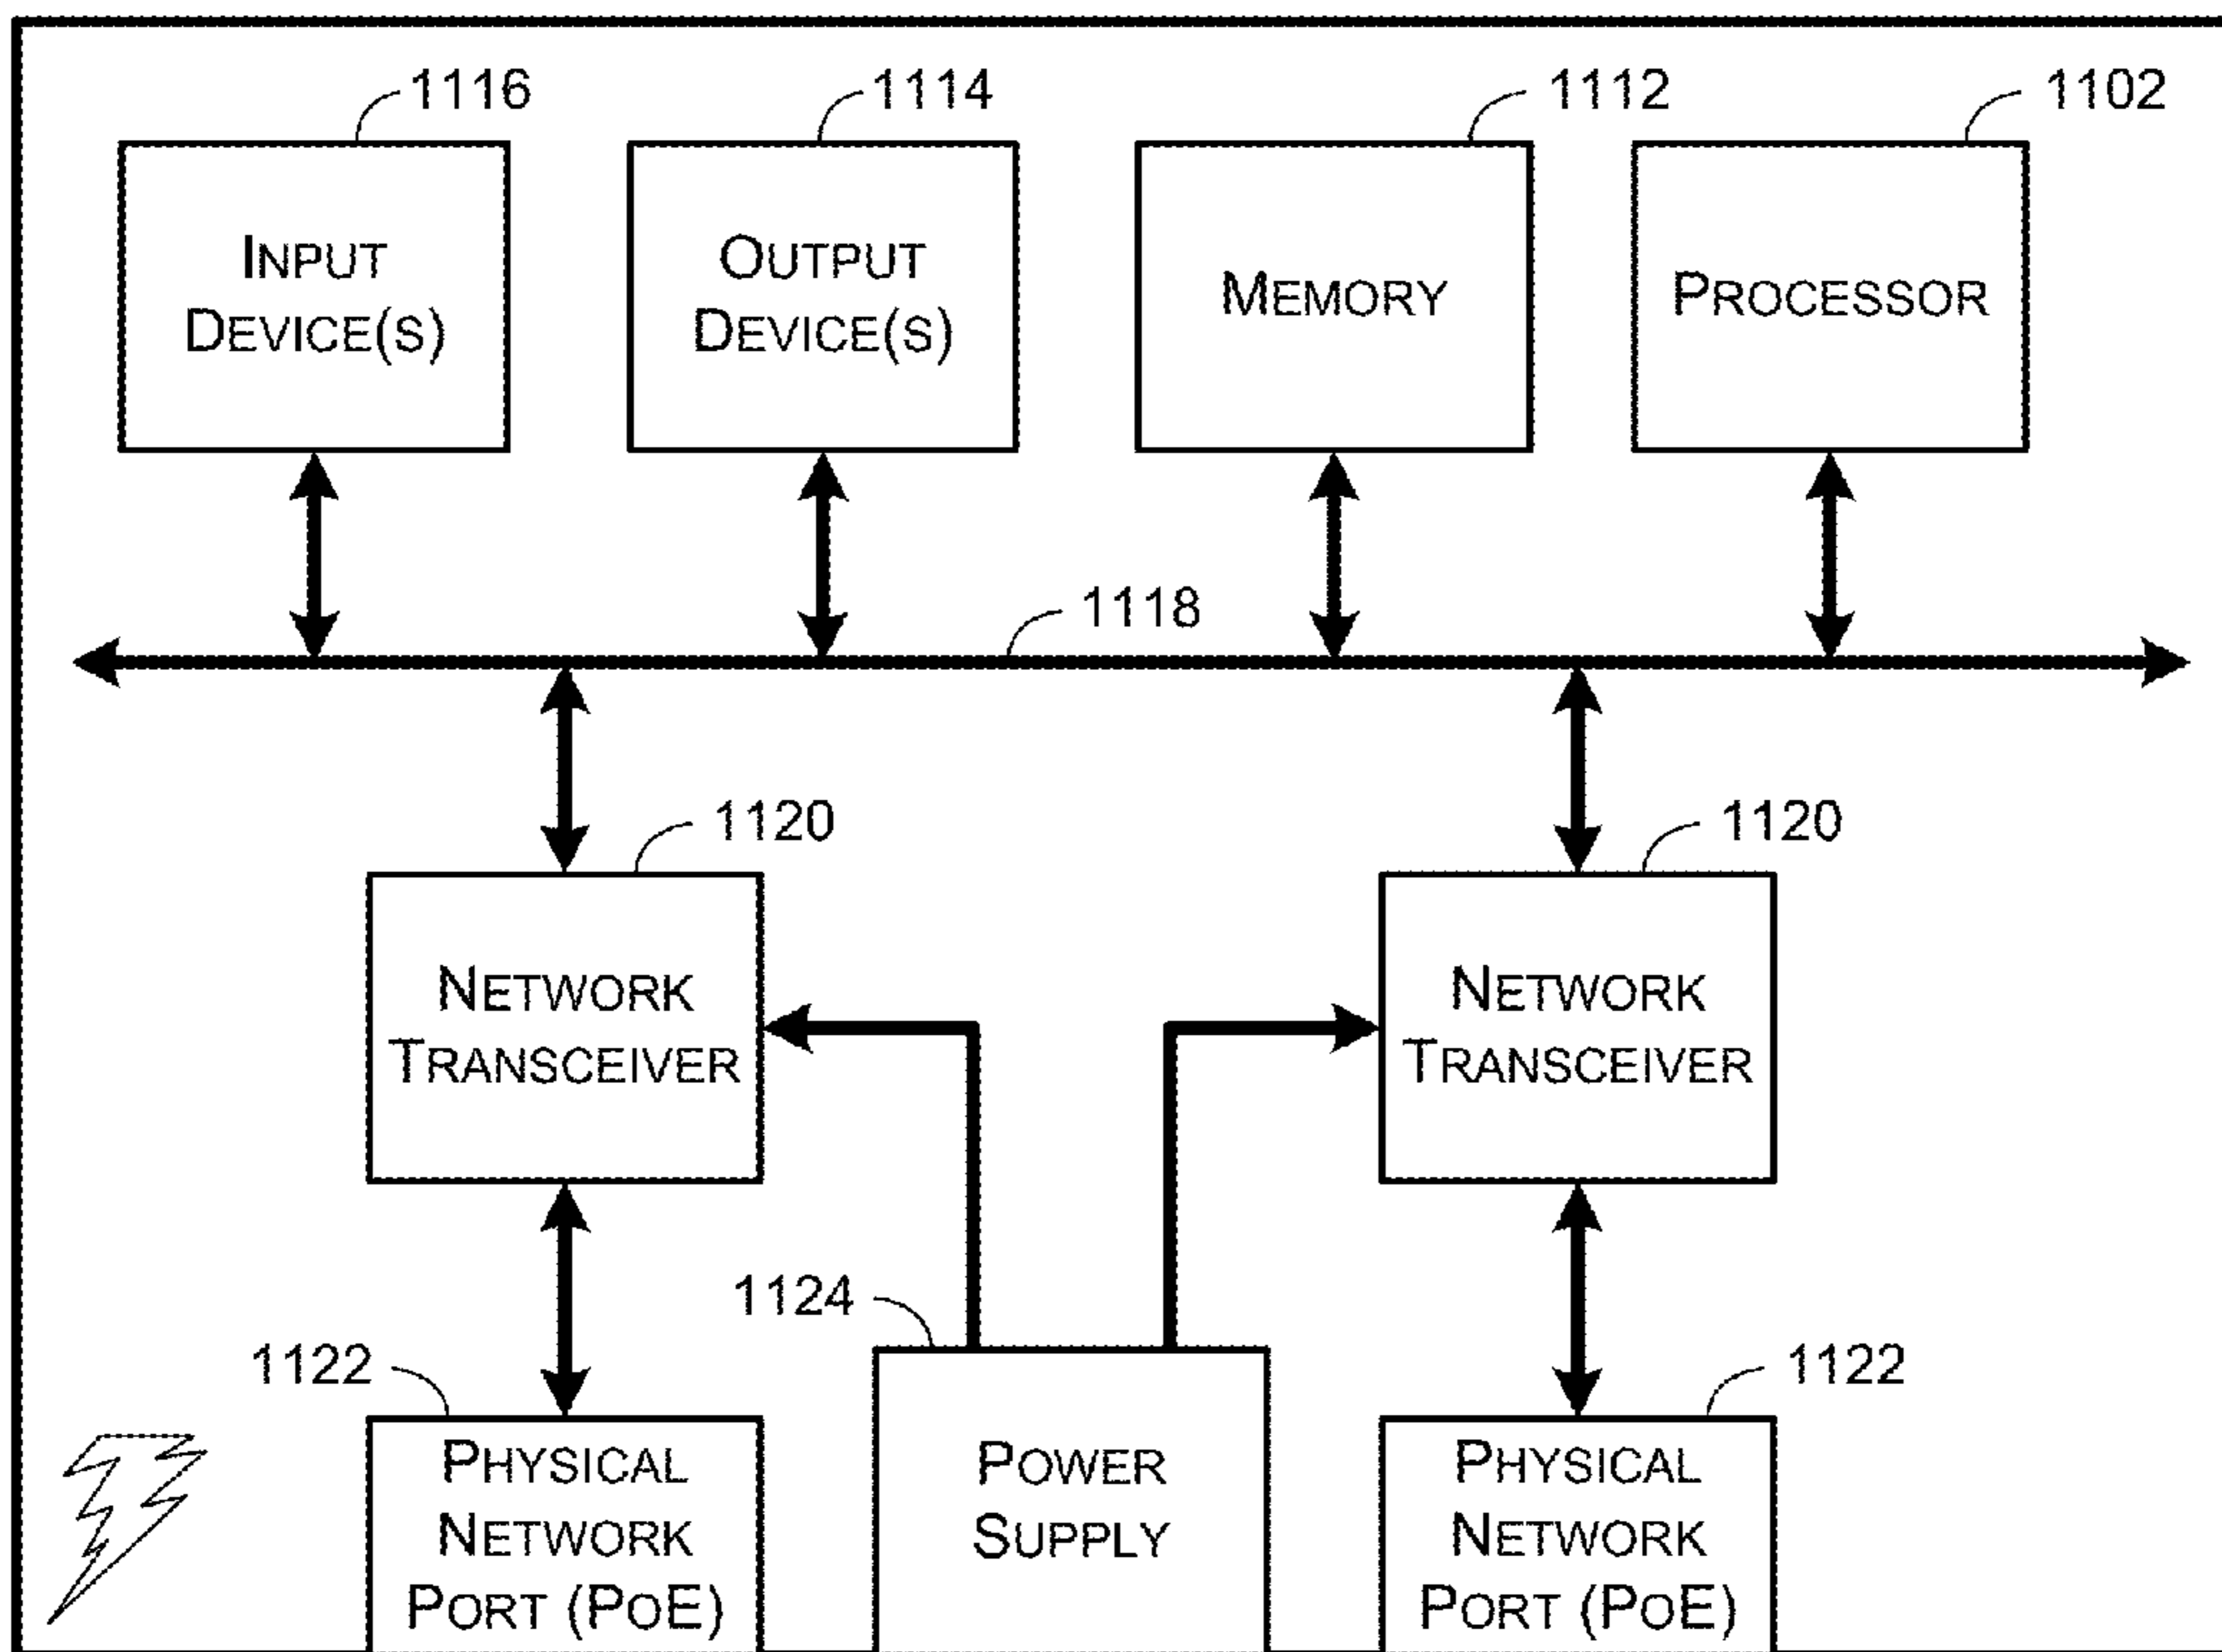 1116
1114
1112
1102
INPUT
DEVICE(S)
OUTPUT
DEVICE(S)
MEMORY
PROCESSOR
1118
1120
1120
NETWORK
TRANSCEIVER
NETWORK
TRANSCEIVER
1124
1122
1122
PHYSICAL
NETWORK
PORT (POE)
POWER
SUPPLY
PHYSICAL
NETWORK
PORT (POE)